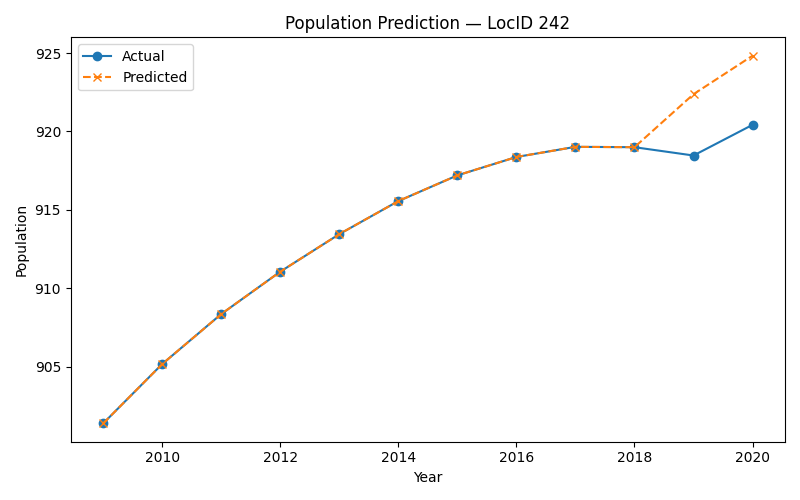 Population Prediction — LocID 242
Actual
Predicted
Population
925
920
915
910
905
2010 2012 2014 2016 2018 2020
Year